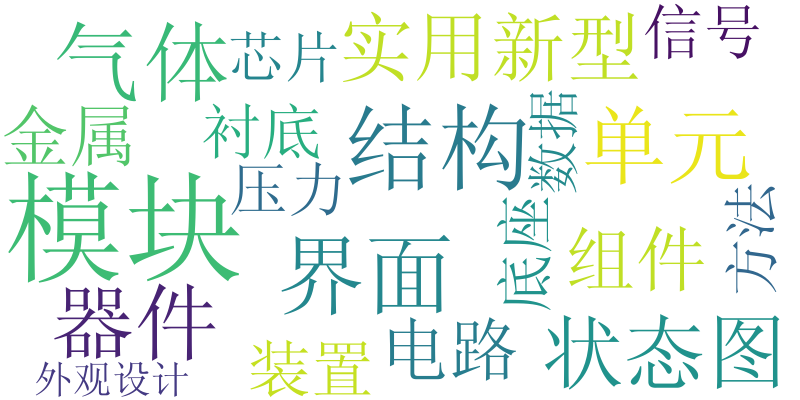 气体
芯片
实用新型
信号
金属
衬底
结构
数据
单元
模块
压力
界面
底座
组件
方法
器件
外观设计
装置
电路
状态图